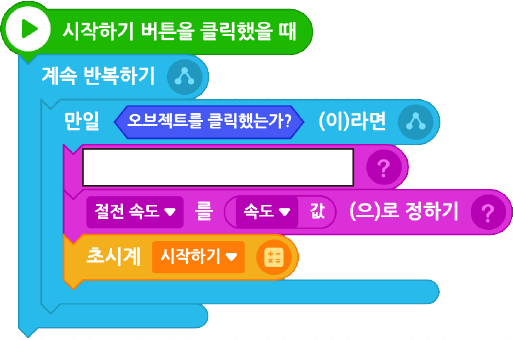 시작하기 버튼을 클릭했을 때
계속 반복하기
만일 오브젝트를 클릭했는가? (이)라면
?
절전 속도 ▼ 를 속도 ▼ 값 (으)로 정하기 ?
초시계 시작하기 ▼